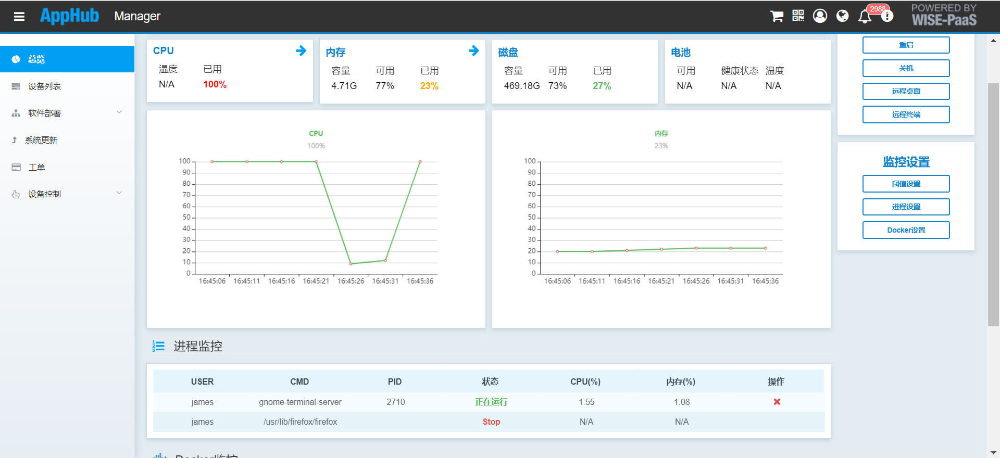 AppHub Manager
2988
POWERED BY
WISE-PaaS
总览
设备列表
软件部署
系统更新
工单
设备控制
CPU
温度 已用
N/A 100%
内存
容量 可用 已用
4.71G 77% 23%
磁盘
容量 可用 已用
469.18G 73% 27%
电池
可用 健康状态 温度
N/A N/A N/A
重启
关机
远程桌面
远程终端
监控设置
阈值设置
进程设置
Docker设置
CPU
100%
100
90
80
70
60
50
40
30
20
10
0
16:45:06 16:45:11 16:45:16 16:45:21 16:45:26 16:45:31 16:45:36
内存
23%
100
90
80
70
60
50
40
30
20
10
0
16:45:06 16:45:11 16:45:16 16:45:21 16:45:26 16:45:31 16:45:36
进程监控
USER CMD PID 状态 CPU(%) 内存(%) 操作
james gnome-terminal-server 2710 正在运行 1.55 1.08
james /usr/lib/firefox/firefox Stop N/A N/A
Docker监控